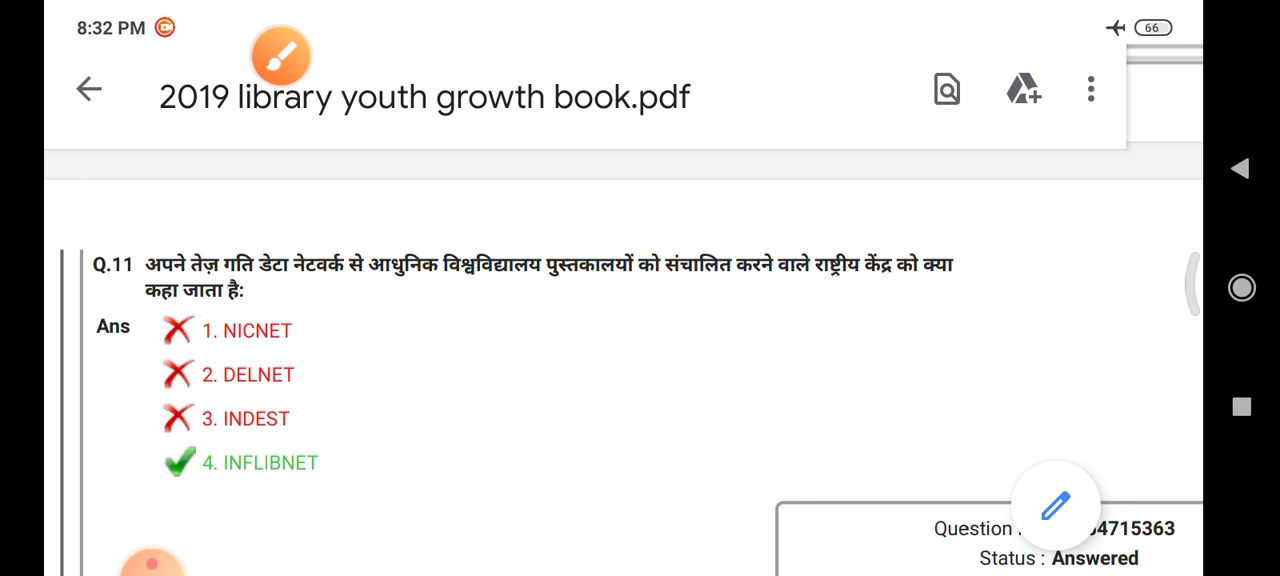 8:32 PM
66
2019 library youth growth book.pdf
Q.11 अपने तेज़ गति डेटा नेटवर्क से आधुनिक विश्वविद्यालय पुस्तकालयों को संचालित करने वाले राष्ट्रीय केंद्र को क्या
कहा जाता है:
Ans 1. NICNET
2. DELNET
3. INDEST
4. INFLIBNET
Question 4715363
Status : Answered